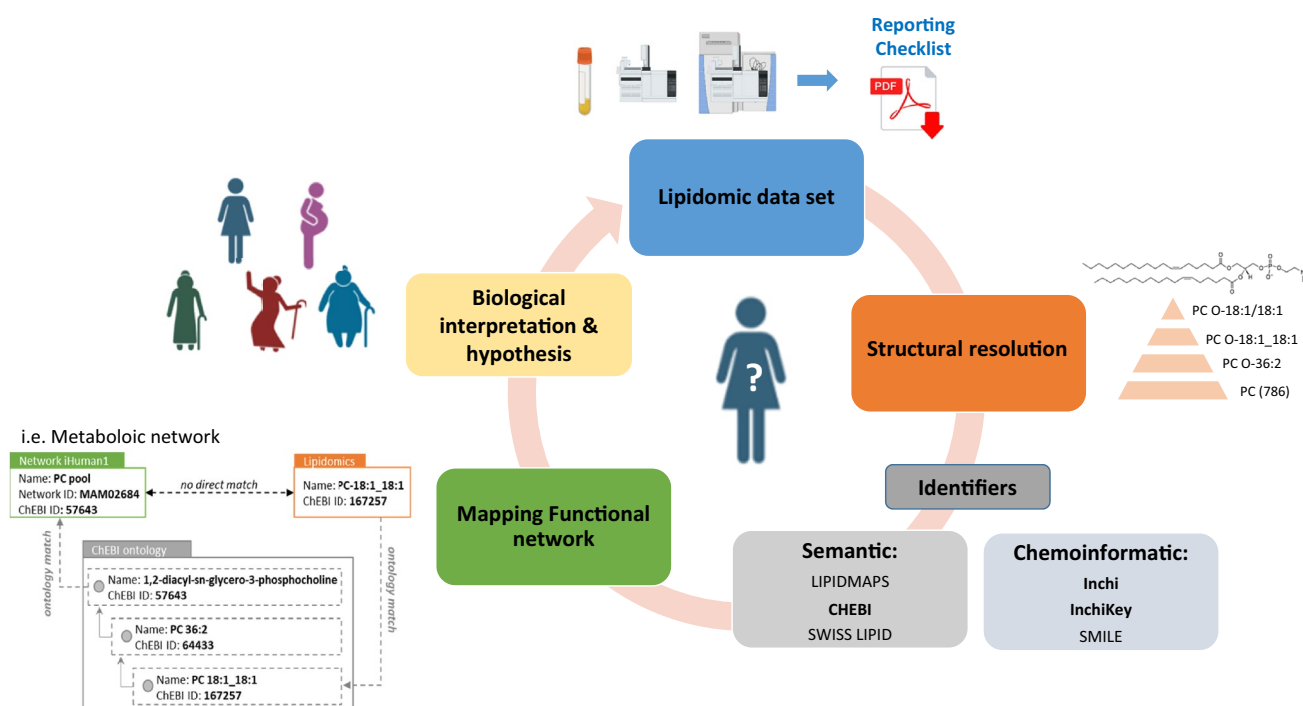 Reporting
Checklist
PDF
Lipidomic data set
Biological
interpretation &
hypothesis
?
Structural resolution
PC O-18:1/18:1
PC O-18:1_18:1
PC O-36:2
PC (786)
i.e. Metaboloic network
Network iHuman1
Name: PC pool
Network ID: MAM02684
ChEBI ID: 57643
no direct match
Lipidomics
Name: PC-18:1_18:1
ChEBI ID: 167257
ontology match
ontology match
ChEBI ontology
Name: 1,2-diacyl-sn-glycero-3-phosphocholine
ChEBI ID: 57643
Name: PC 36:2
ChEBI ID: 64433
Name: PC 18:1_18:1
ChEBI ID: 167257
Mapping Functional
network
Identifiers
Semantic:
LIPIDMAPS
CHEBI
SWISS LIPID
Chemoinformatic:
Inchi
InchiKey
SMILE